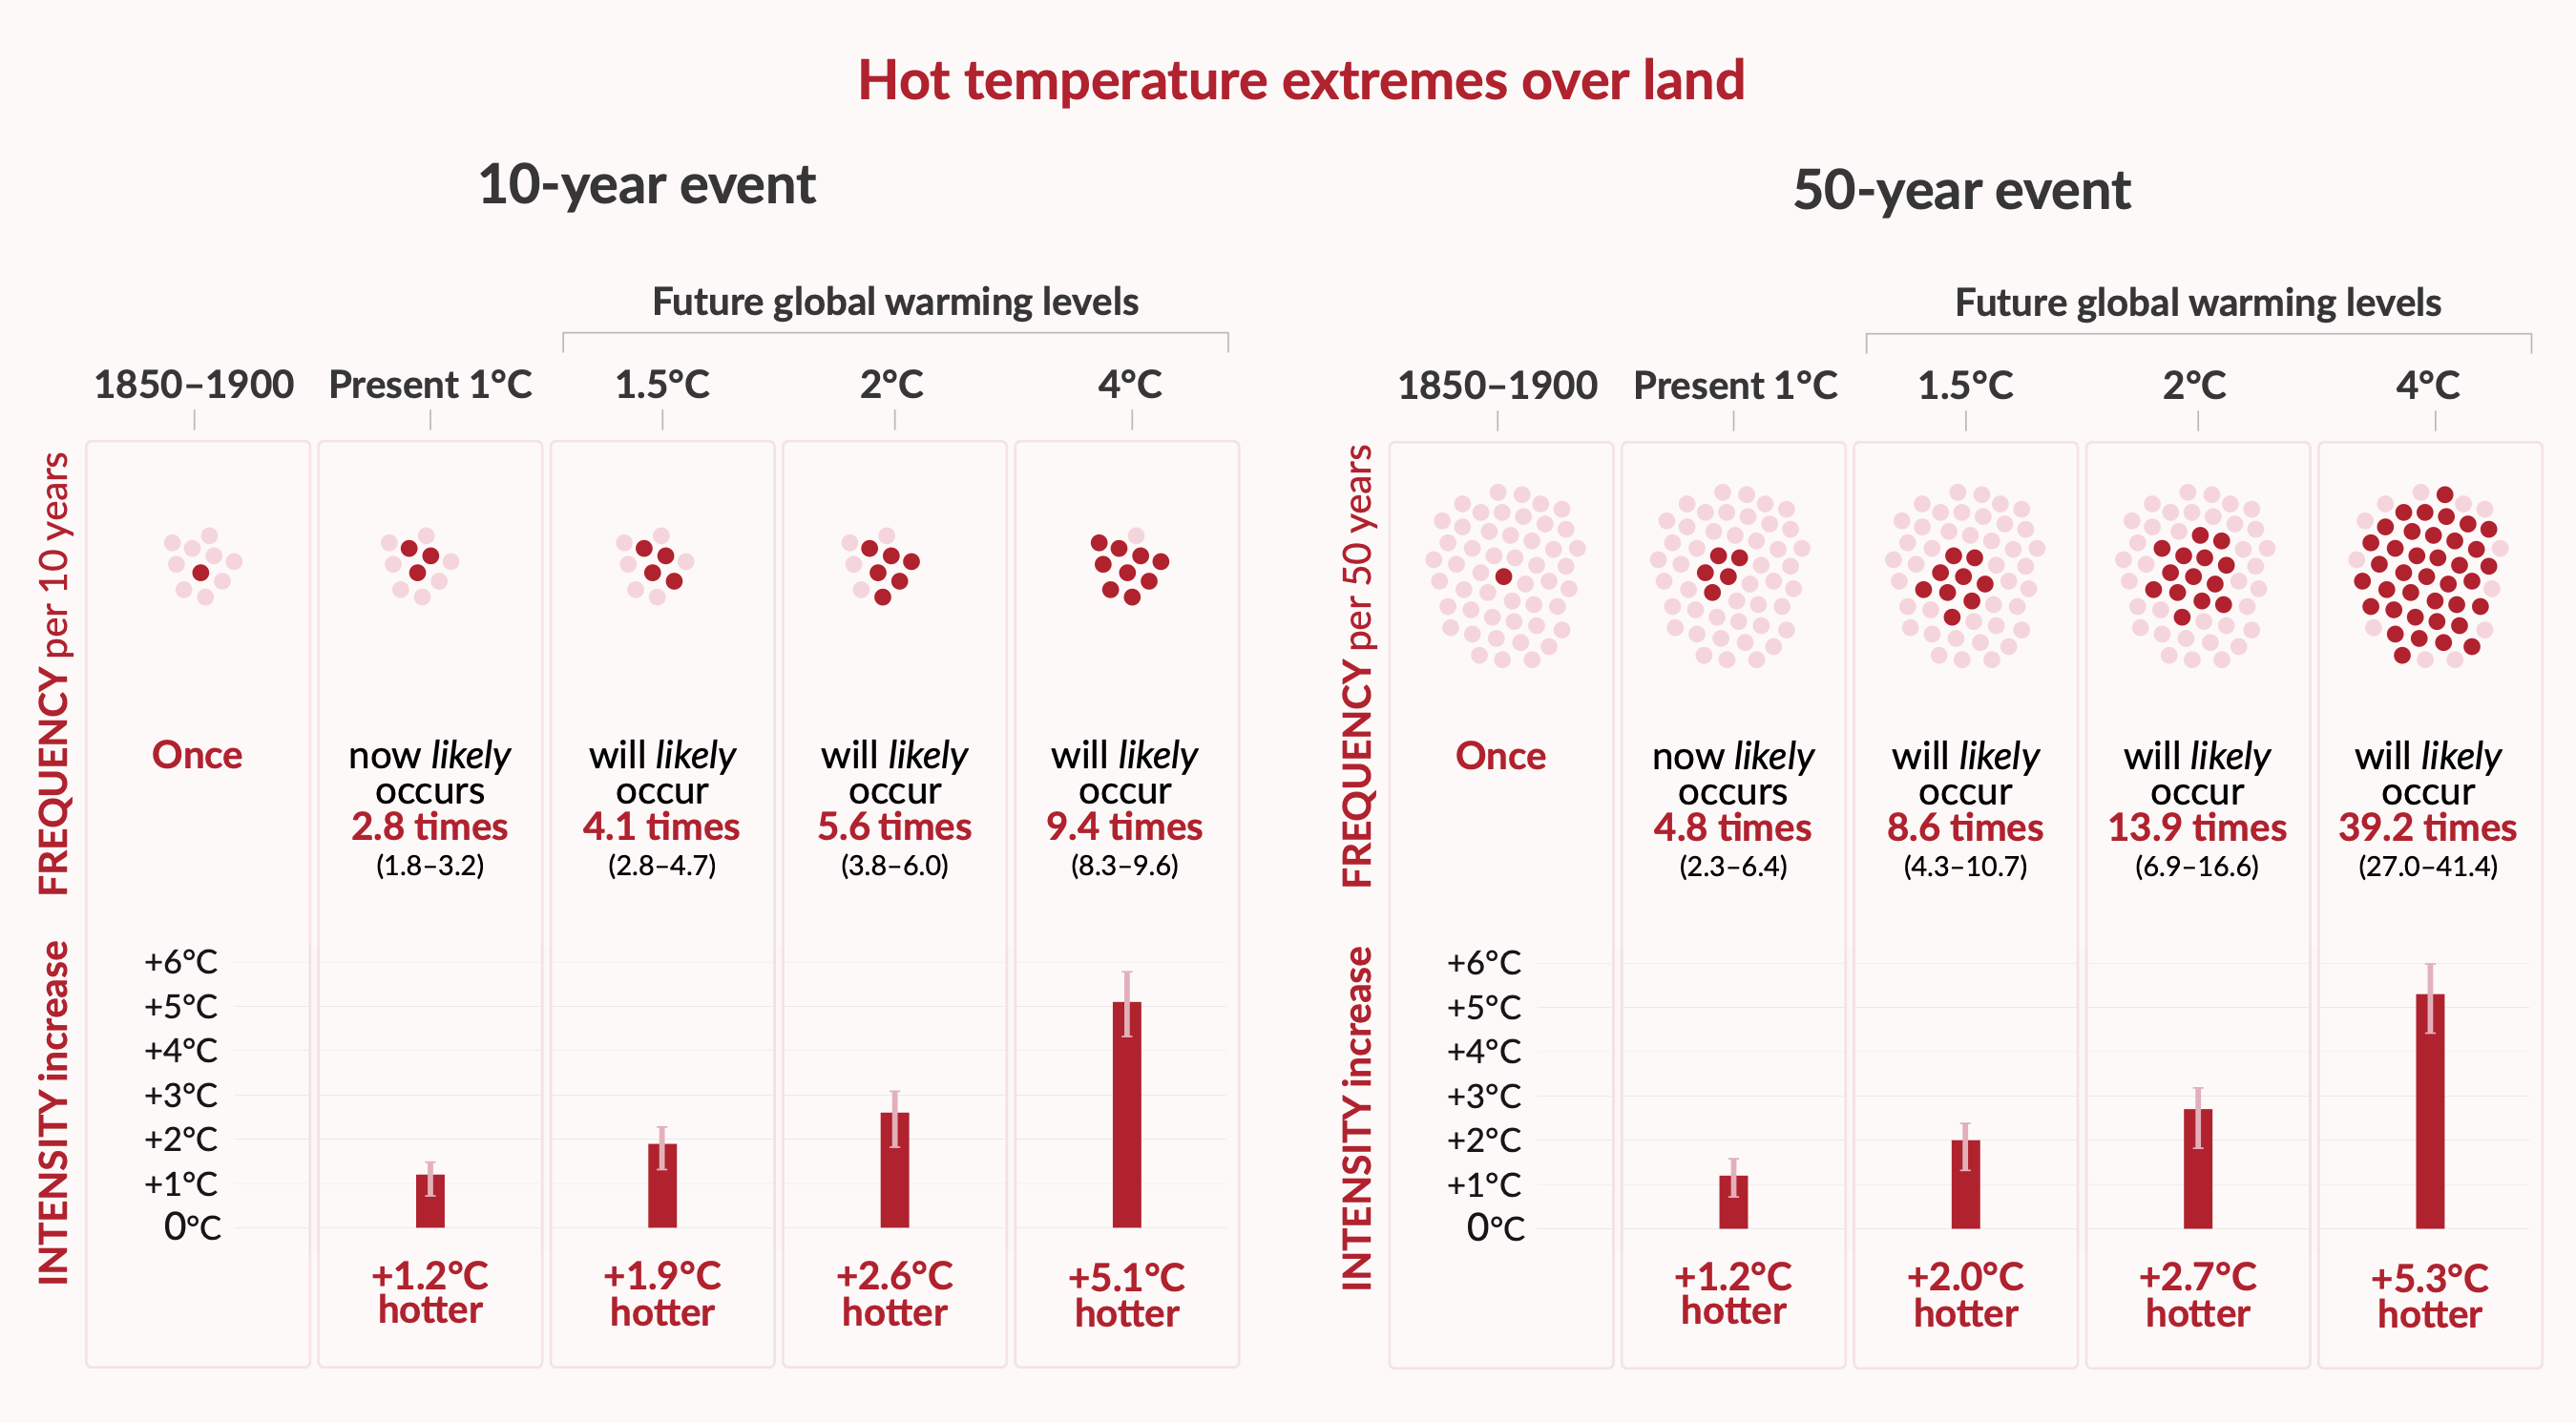 Hot temperature extremes over land
10-year event
Future global warming levels
1850–1900
Present 1°C
1.5°C
2°C
4°C
FREQUENCY per 10 years
Once
now likely
occurs
2.8 times
(1.8–3.2)
will likely
occur
4.1 times
(2.8–4.7)
will likely
occur
5.6 times
(3.8–6.0)
will likely
occur
9.4 times
(8.3–9.6)
INTENSITY increase
+6°C
+5°C
+4°C
+3°C
+2°C
+1°C
0°C
+1.2°C
hotter
+1.9°C
hotter
+2.6°C
hotter
+5.1°C
hotter
50-year event
Future global warming levels
1850–1900
Present 1°C
1.5°C
2°C
4°C
FREQUENCY per 50 years
Once
now likely
occurs
4.8 times
(2.3–6.4)
will likely
occur
8.6 times
(4.3–10.7)
will likely
occur
13.9 times
(6.9–16.6)
will likely
occur
39.2 times
(27.0–41.4)
INTENSITY increase
+6°C
+5°C
+4°C
+3°C
+2°C
+1°C
0°C
+1.2°C
hotter
+2.0°C
hotter
+2.7°C
hotter
+5.3°C
hotter